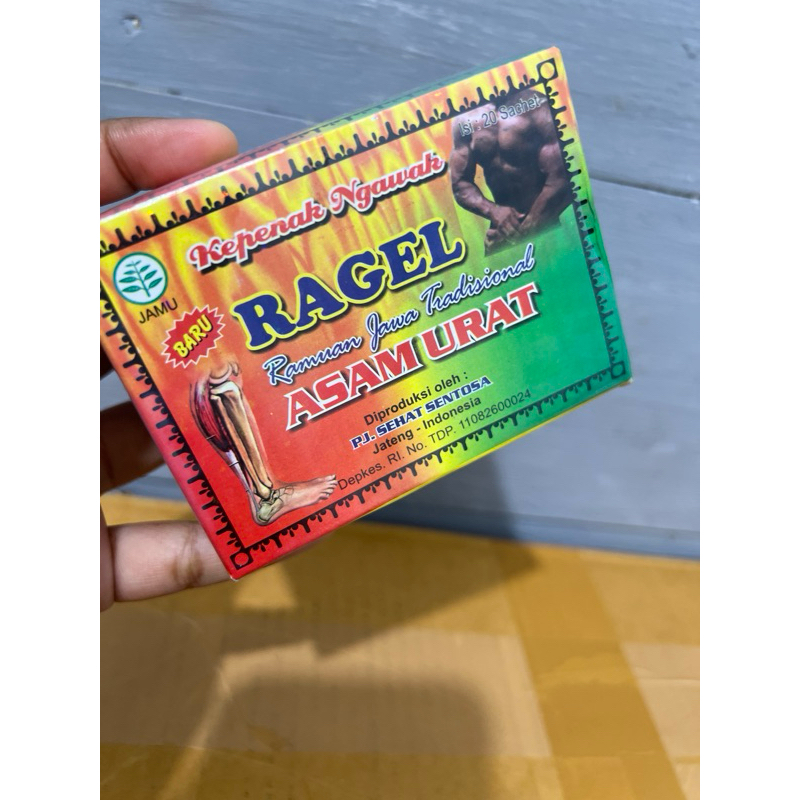 Isi : 20 Sachet
Kepenak Ngawak
JAMU
BARU
RAGEL
Ramuan Jawa Tradisional
ASAM URAT
Diproduksi oleh :
PJ. SEHAT SENTOSA
Jateng - Indonesia
Depkes. RI. No. TDP. 11082600024